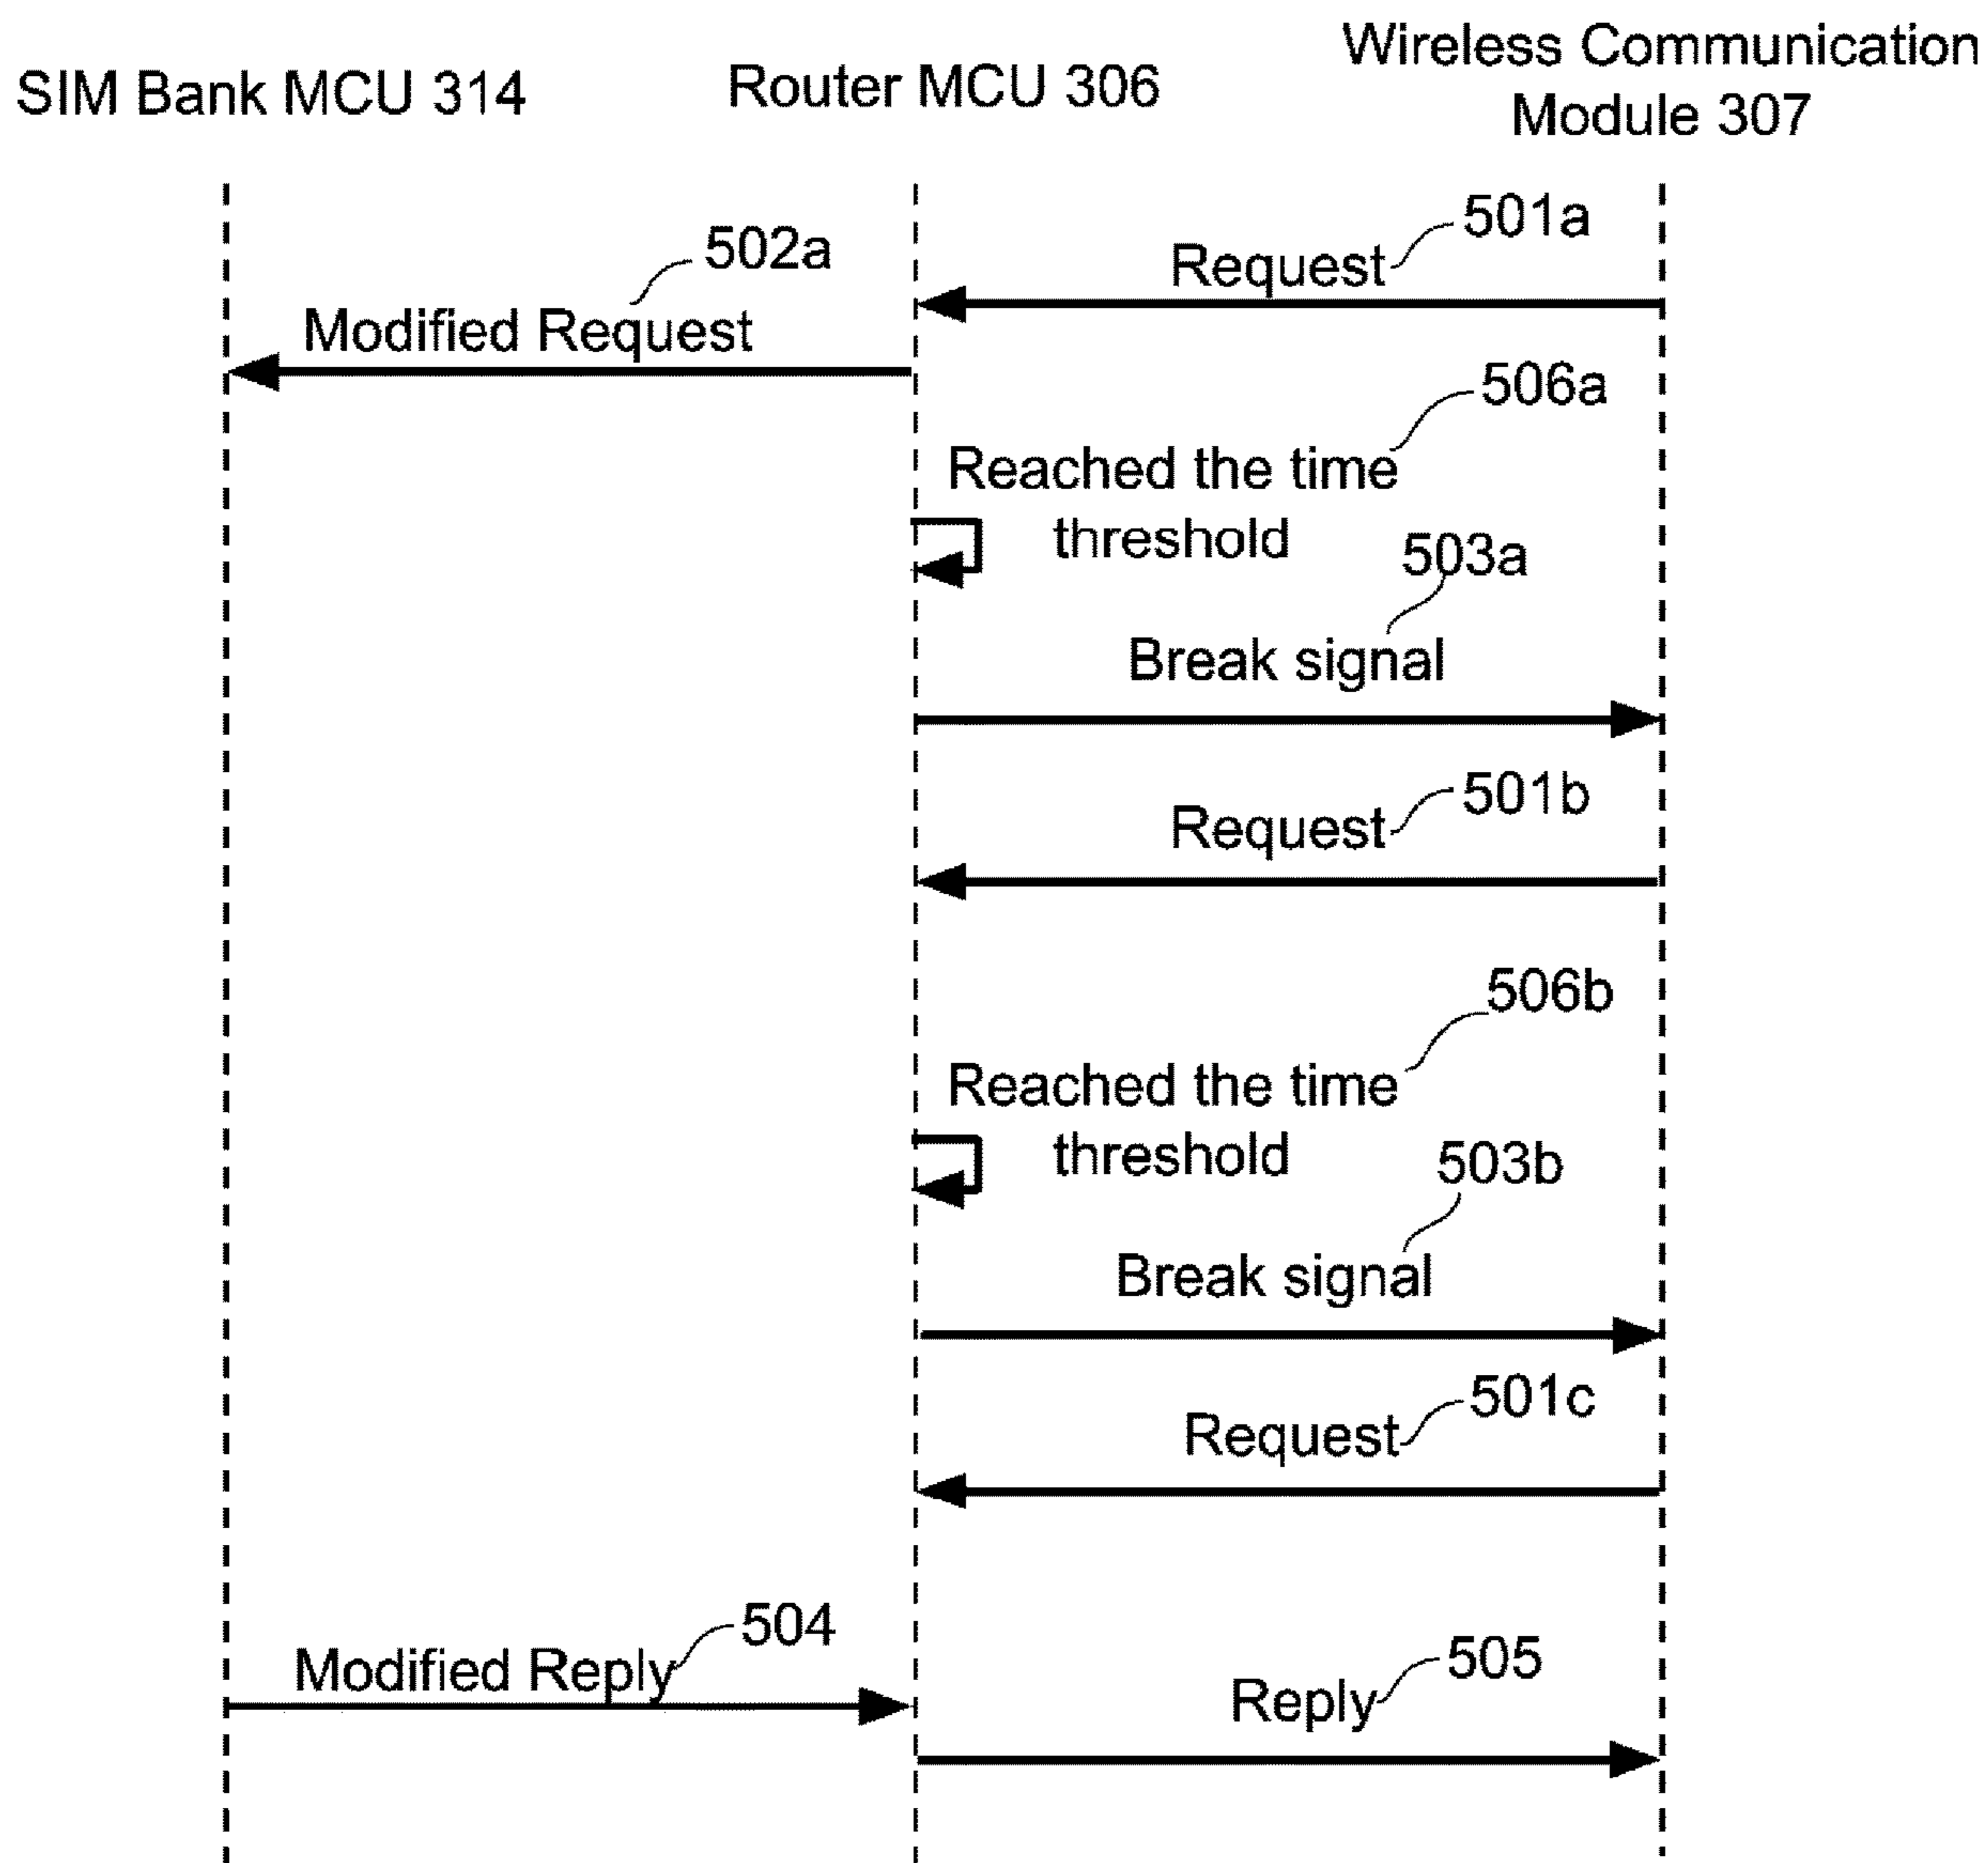 SIM Bank MCU 314
Router MCU 306
Wireless Communication
Module 307
501a
Request
502a
Modified Request
506a
Reached the time
threshold
503a
Break signal
501b
Request
506b
Reached the time
threshold
503b
Break signal
501c
Request
504
Modified Reply
505
Reply